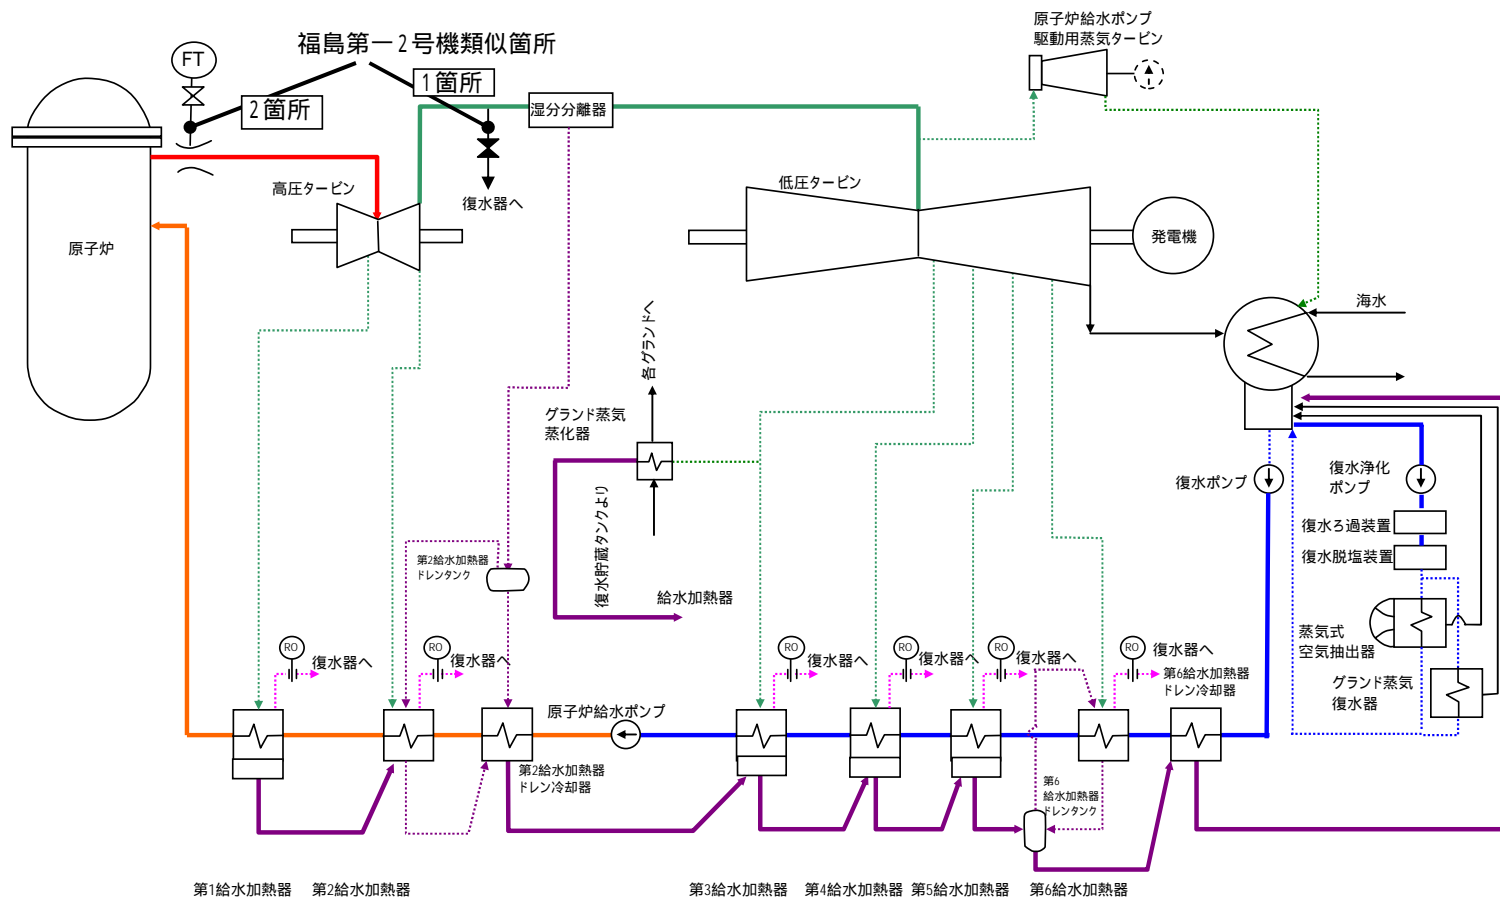 福島第一2号機類似箇所
FT
2箇所
1箇所
湿分分離器
原子炉給水ポンプ
駆動用蒸気タービン
高圧タービン
復水器へ
低圧タービン
原子炉
発電機
海水
各グランドへ
グランド蒸気
蒸化器
復水貯蔵タンクより
給水加熱器
復水ポンプ
復水浄化
ポンプ
復水ろ過装置
復水脱塩装置
蒸気式
空気抽出器
グランド蒸気
復水器
第2給水加熱器
ドレンタンク
RO
復水器へ
RO
復水器へ
RO
復水器へ
RO
復水器へ
RO
復水器へ
RO
復水器へ
第6給水加熱器
ドレン冷却器
原子炉給水ポンプ
第2給水加熱器
ドレン冷却器
第6
給水加熱器
ドレンタンク
第1給水加熱器
第2給水加熱器
第3給水加熱器
第4給水加熱器
第5給水加熱器
第6給水加熱器